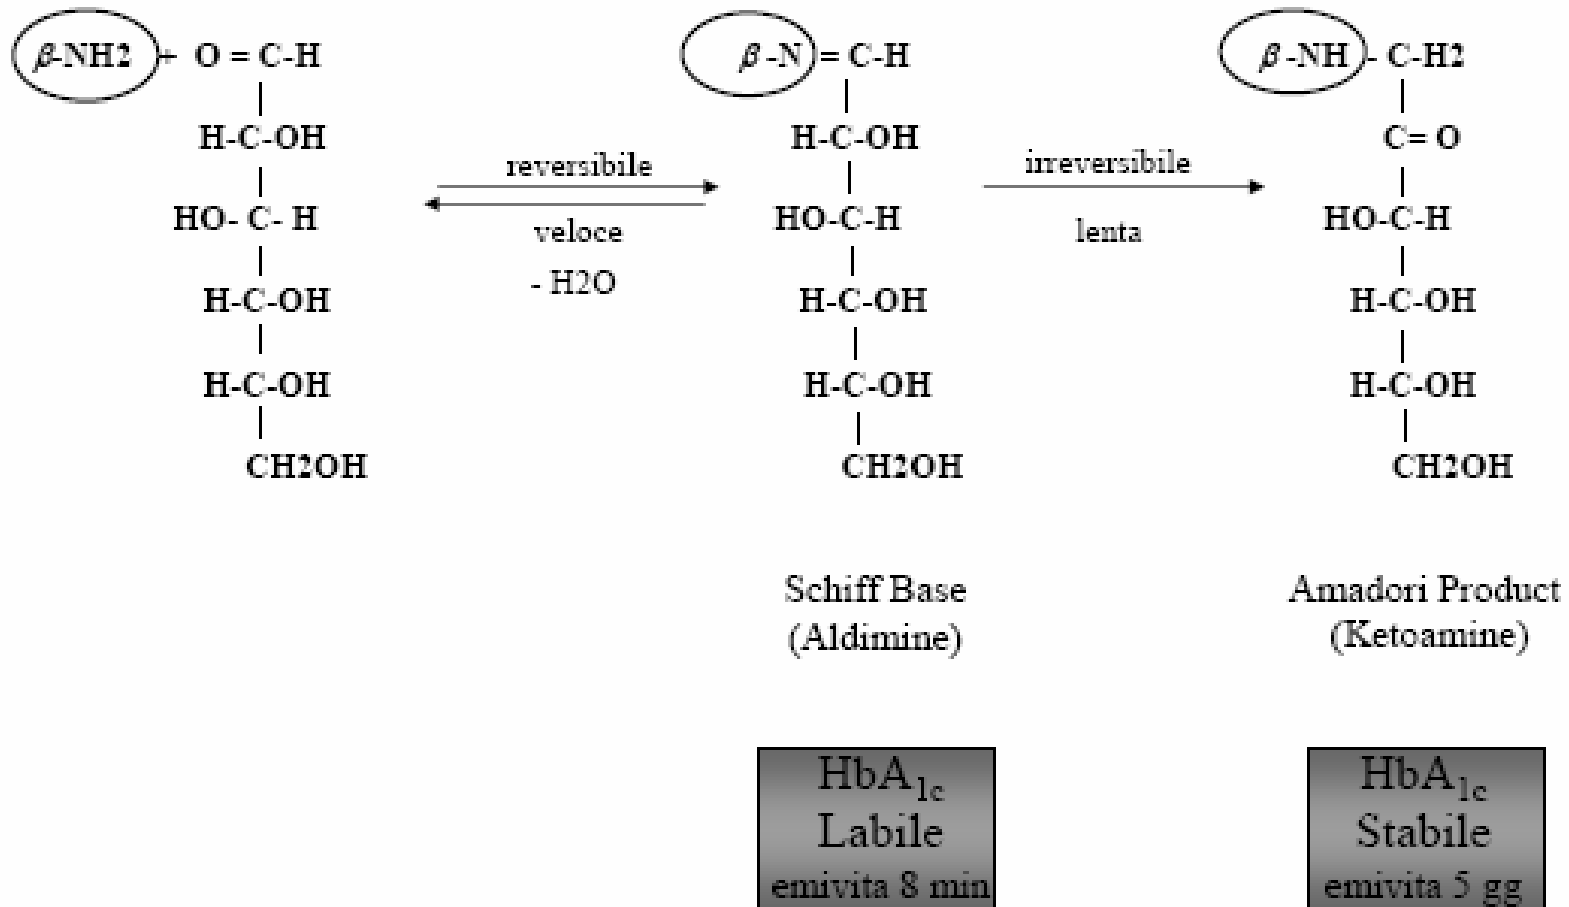 β-NH2 + O = C-H β -N = C-H β -NH - C-H2
H-C-OH H-C-OH C= O
reversibile irreversibile
HO- C- H HO-C-H HO-C-H
veloce lenta
- H2O
H-C-OH H-C-OH H-C-OH
H-C-OH H-C-OH H-C-OH
CH2OH CH2OH CH2OH
Schiff Base Amadori Product
(Aldimine) (Ketoamine)
HbA1c HbA1c
Labile Stabile
emivita 8 min emivita 5 gg